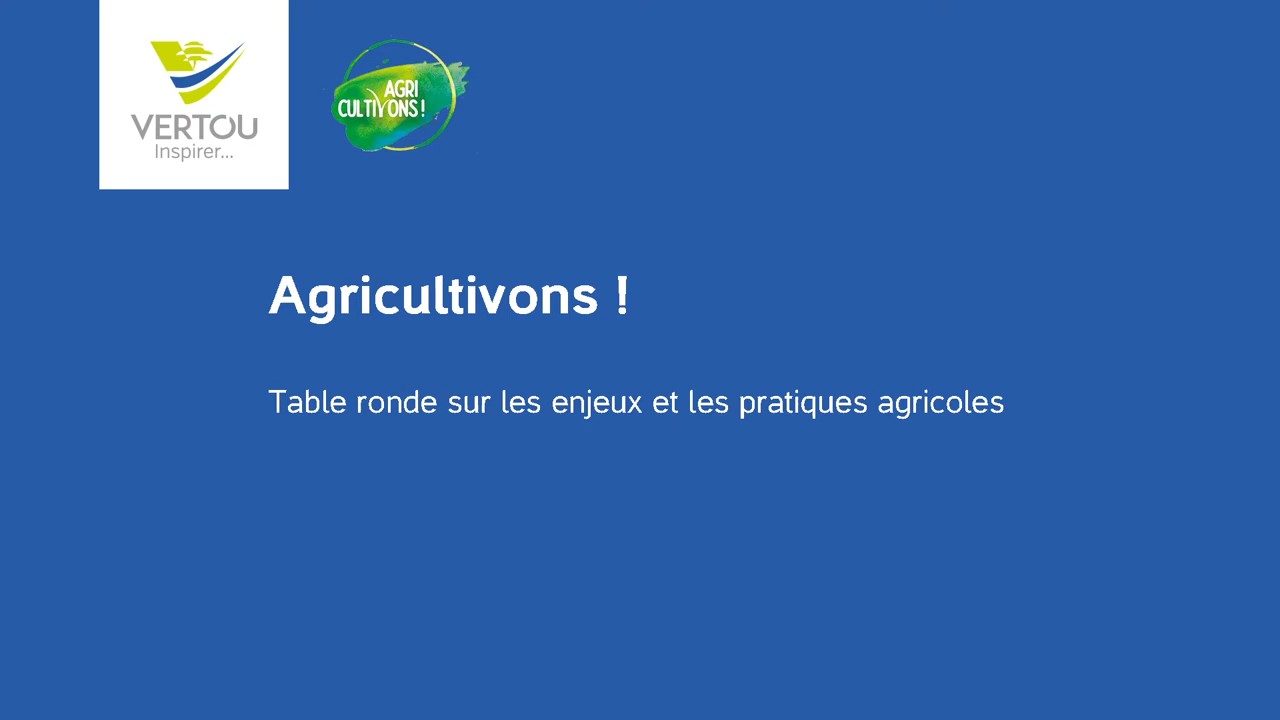 VERTOU
Inspirer...
AGRI
CULTIVONS !
Agricultivons !
Table ronde sur les enjeux et les pratiques agricoles